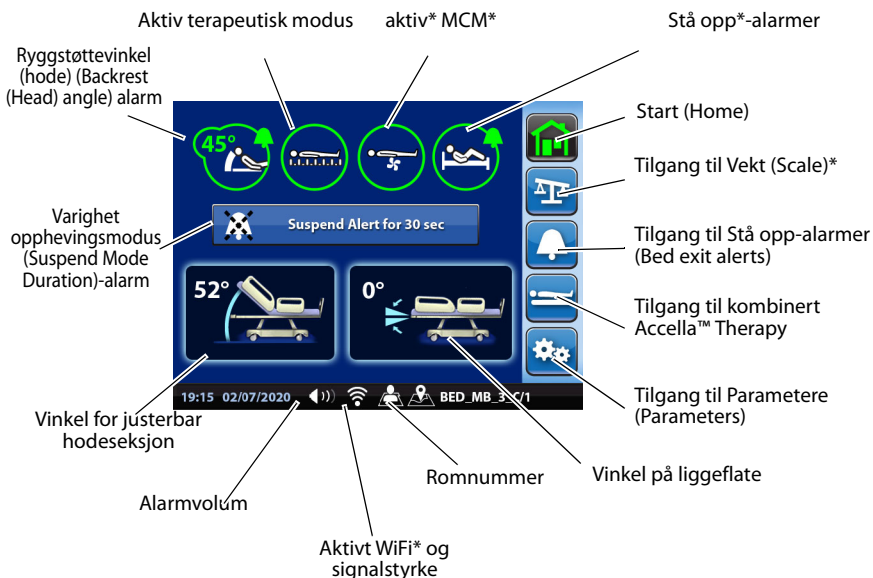 Aktiv terapeutisk modus
aktiv* MCM*
Stå opp*-alarmer
Ryggstøttevinkel
(hode) (Backrest
(Head) angle) alarm
45°
Start (Home)
Tilgang til Vekt (Scale)*
Varighet
opphevingsmodus
(Suspend Mode
Duration)-alarm
Suspend Alert for 30 sec
Tilgang til Stå opp-alarmer
(Bed exit alerts)
52°
0°
Tilgang til kombinert
Accella™ Therapy
Tilgang til Parametere
(Parameters)
19:15 02/07/2020 BED_MB_3_C/1
Vinkel for justerbar
hodeseksjon
Alarmvolum
Romnummer
Vinkel på liggeflate
Aktivt WiFi* og
signalstyrke